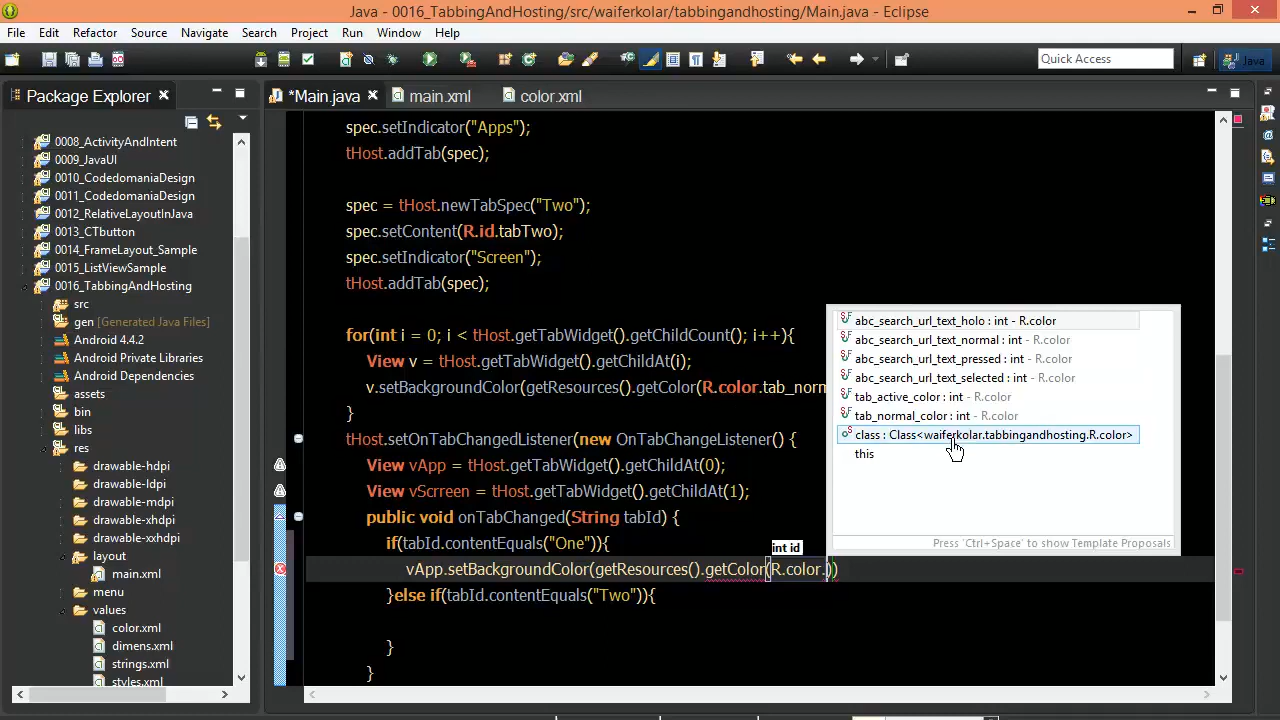 Java - 0016_TabbingAndHosting/src/waiferkolar/tabbingandhosting/Main.java - Eclipse
File Edit Refactor Source Navigate Search Project Run Window Help
Quick Access
Java
Package Explorer
*Main.java main.xml color.xml
0008_ActivityAndIntent
0009_JavaUI
0010_CodedomaniaDesign
0011_CodedomaniaDesign
0012_RelativeLayoutInJava
0013_CTbutton
0014_FrameLayout_Sample
0015_ListViewSample
0016_TabbingAndHosting
src
gen [Generated Java Files]
Android 4.4.2
Android Private Libraries
Android Dependencies
assets
bin
libs
res
drawable-hdpi
drawable-ldpi
drawable-mdpi
drawable-xhdpi
drawable-xxhdpi
layout
main.xml
menu
values
color.xml
dimens.xml
strings.xml
styles.xml
spec.setIndicator("Apps");
tHost.addTab(spec);
spec = tHost.newTabSpec("Two");
spec.setContent(R.id.tabTwo);
spec.setIndicator("Screen");
tHost.addTab(spec);
for(int i = 0; i < tHost.getTabWidget().getChildCount(); i++){
View v = tHost.getTabWidget().getChildAt(i);
v.setBackgroundColor(getResources().getColor(R.color.tab_norm
}
tHost.setOnTabChangedListener(new OnTabChangeListener() {
View vApp = tHost.getTabWidget().getChildAt(0);
View vScrreen = tHost.getTabWidget().getChildAt(1);
public void onTabChanged(String tabId) {
if(tabId.contentEquals("One")){
int id
vApp.setBackgroundColor(getResources().getColor(R.color.))
}else if(tabId.contentEquals("Two")){
}
}
abc_search_url_text_holo : int - R.color
abc_search_url_text_normal : int - R.color
abc_search_url_text_pressed : int - R.color
abc_search_url_text_selected : int - R.color
tab_active_color : int - R.color
tab_normal_color : int - R.color
class : Class<waiferkolar.tabbingandhosting.R.color>
this
Press 'Ctrl+Space' to show Template Proposals